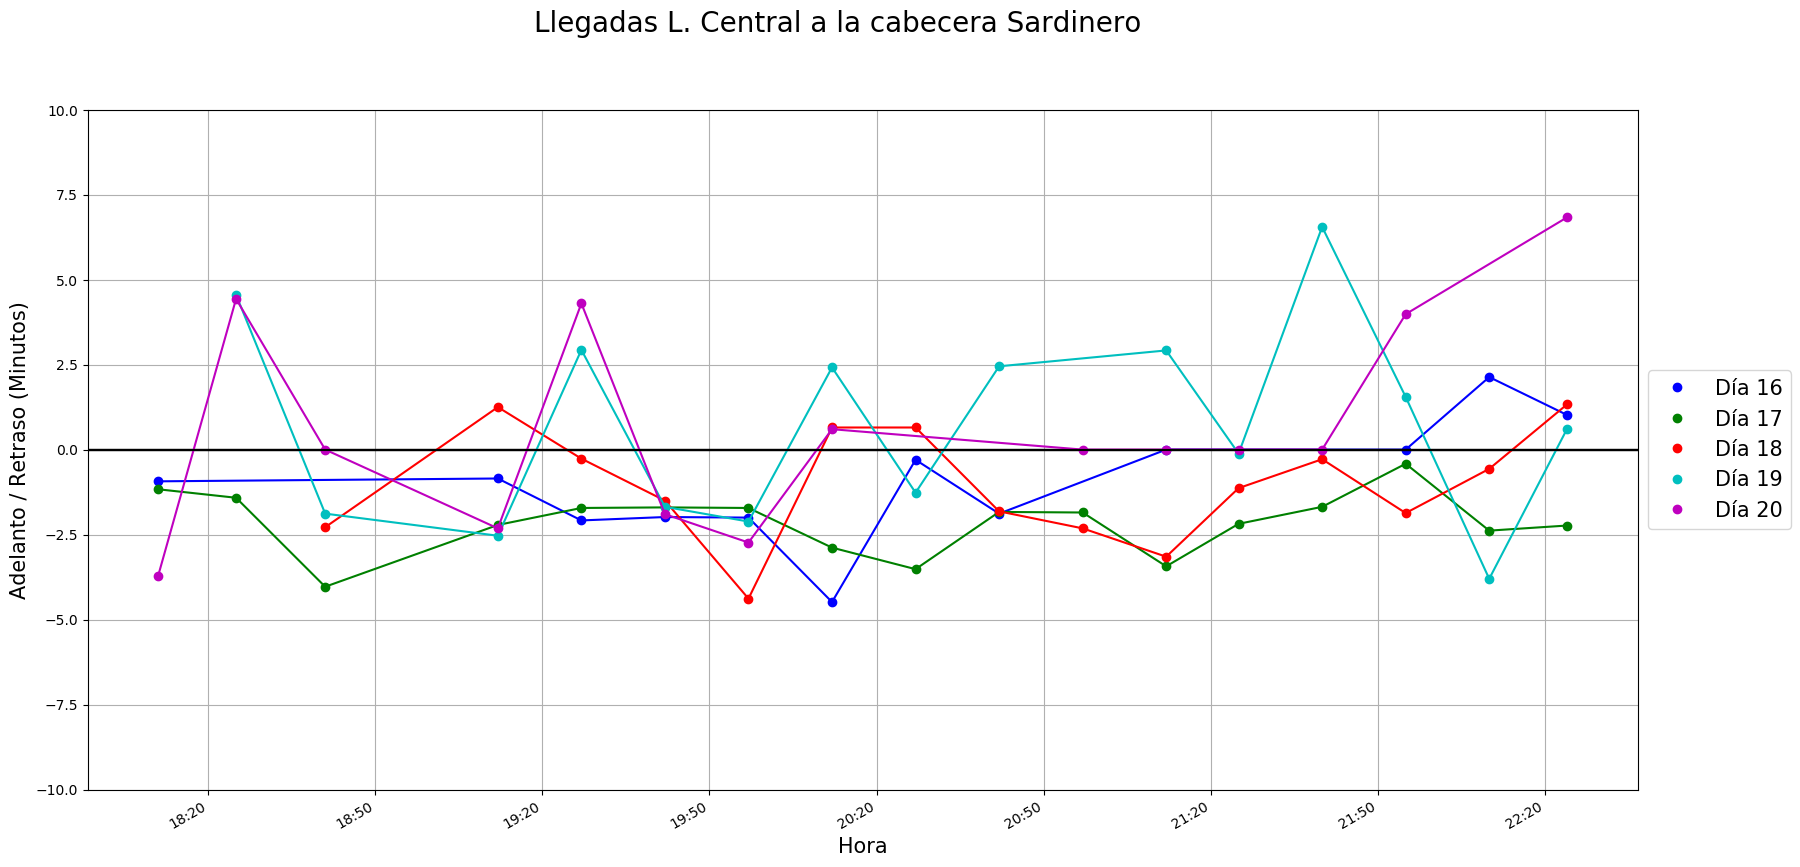 Llegadas L. Central a la cabecera Sardinero
Adelanto / Retraso (Minutos)
10.0
7.5
5.0
2.5
0.0
−2.5
−5.0
−7.5
−10.0
18:20
18:50
19:20
19:50
20:20
20:50
21:20
21:50
22:20
Hora
Día 16
Día 17
Día 18
Día 19
Día 20